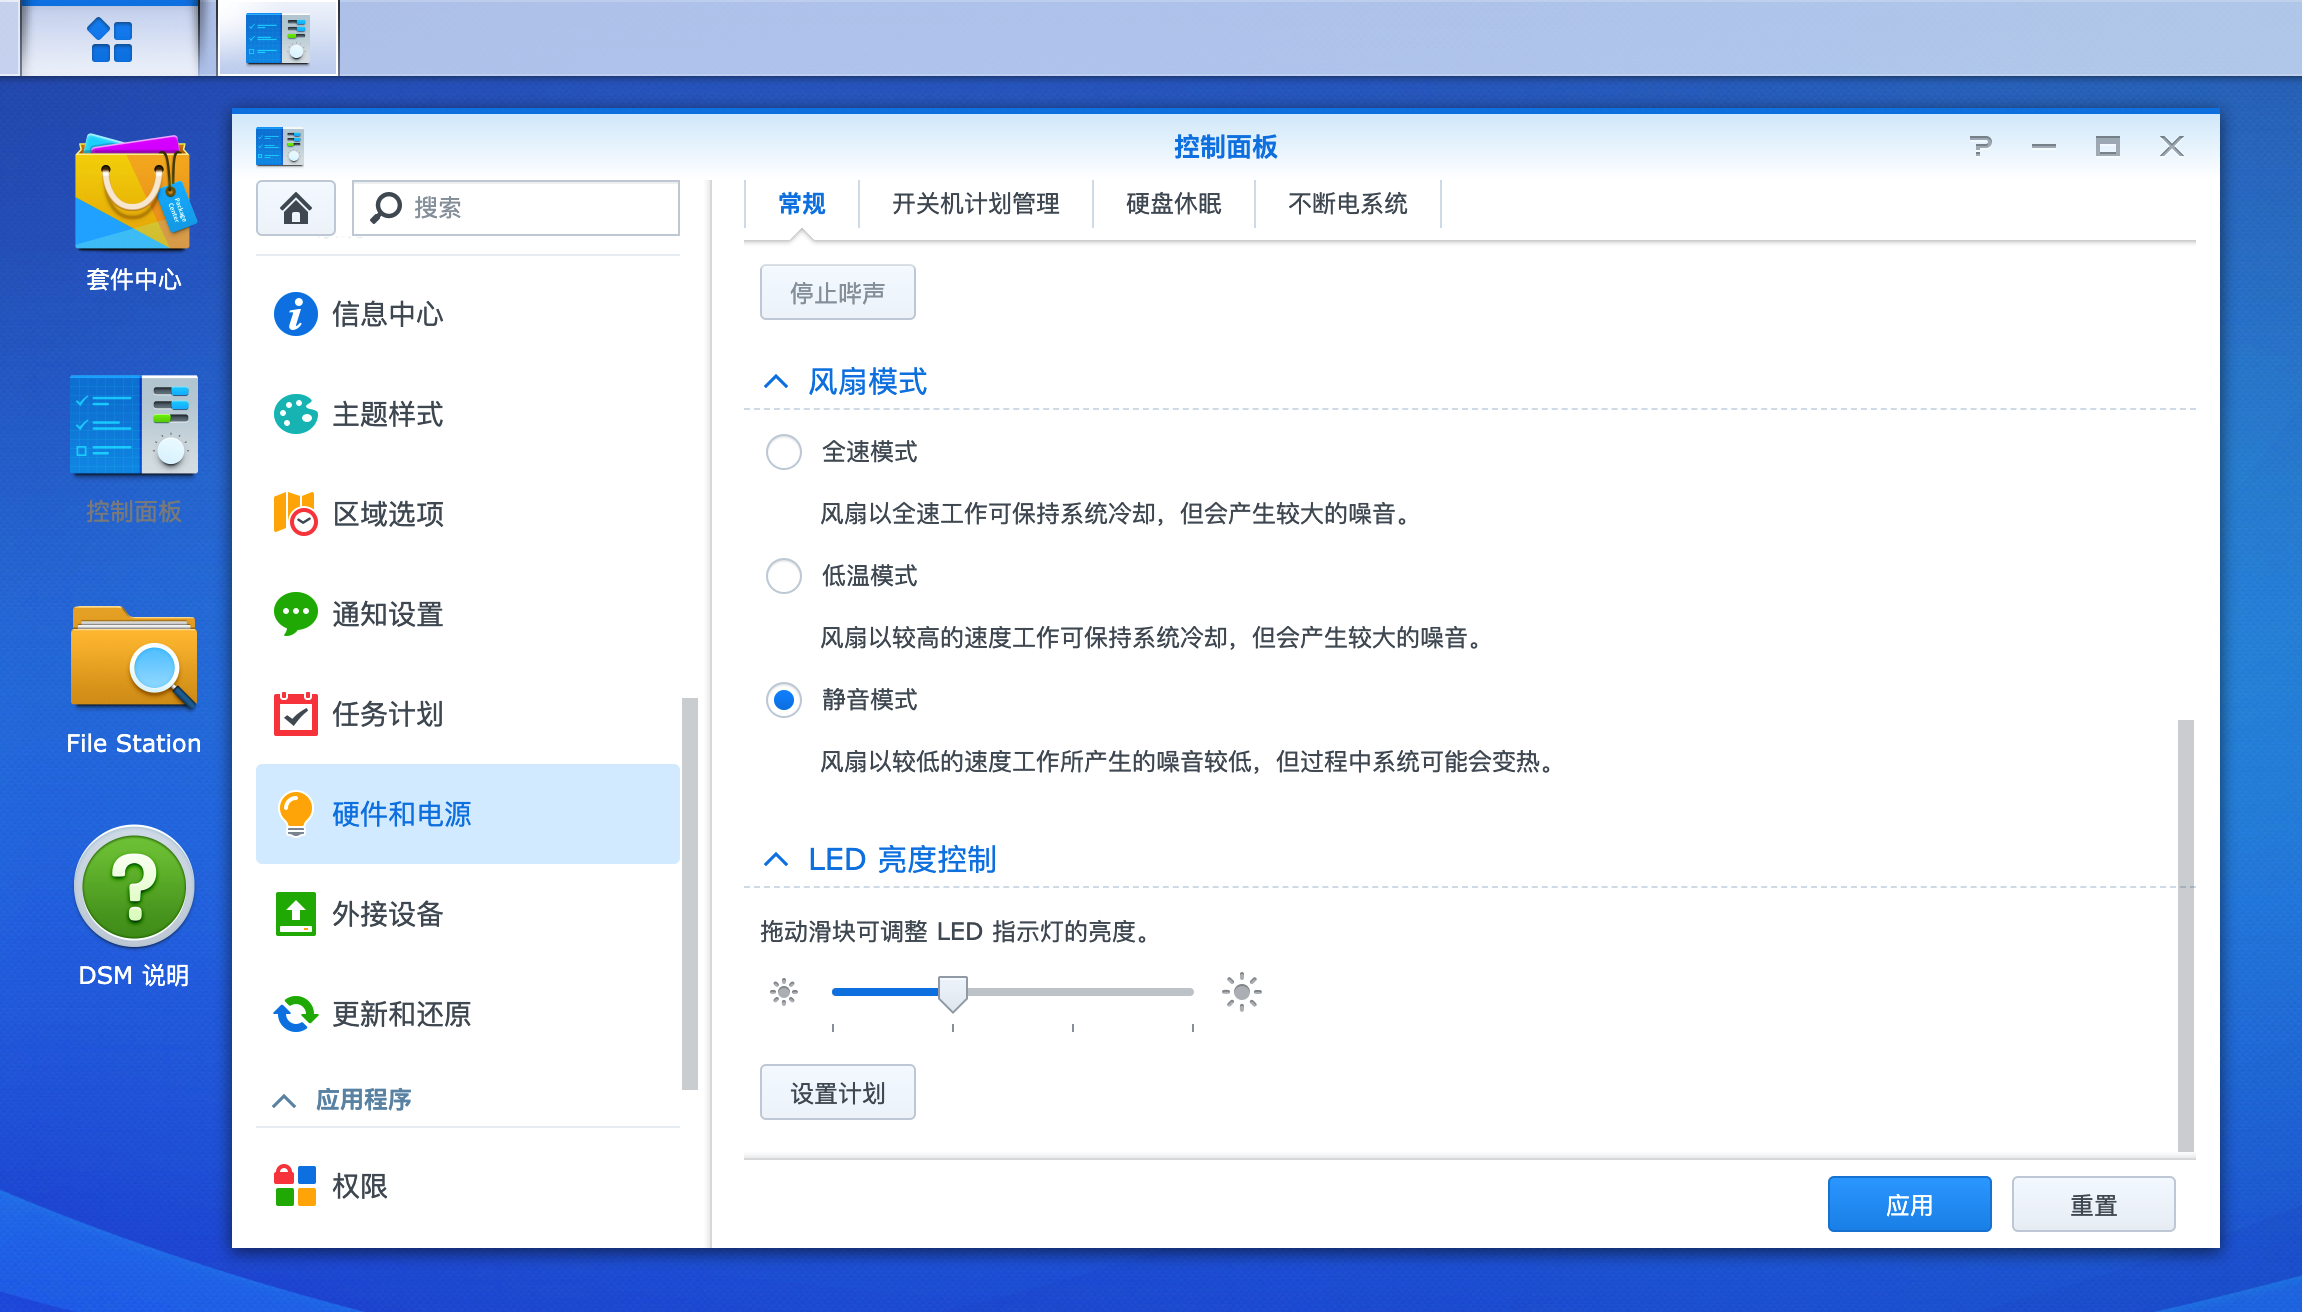 控制面板
搜索
常规
开关机计划管理
硬盘休眠
不断电系统
套件中心
控制面板
File Station
DSM 说明
信息中心
主题样式
区域选项
通知设置
任务计划
硬件和电源
外接设备
更新和还原
应用程序
权限
停止哔声
风扇模式
全速模式
风扇以全速工作可保持系统冷却，但会产生较大的噪音。
低温模式
风扇以较高的速度工作可保持系统冷却，但会产生较大的噪音。
静音模式
风扇以较低的速度工作所产生的噪音较低，但过程中系统可能会变热。
LED 亮度控制
拖动滑块可调整 LED 指示灯的亮度。
设置计划
应用
重置
Package
Center